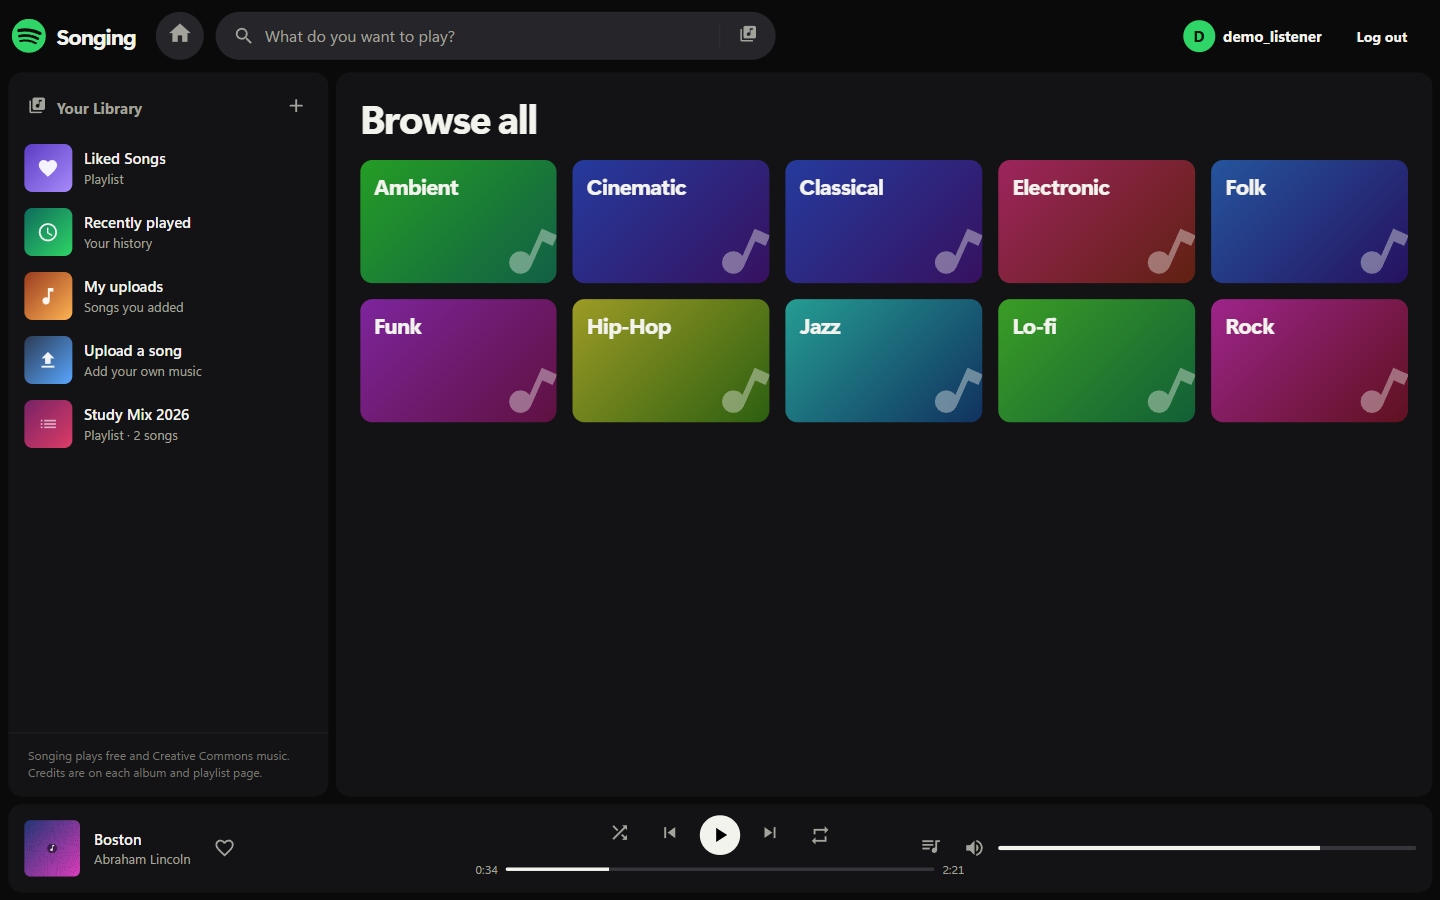 Songing
What do you want to play?
D
demo_listener
Log out
Your Library
Liked Songs
Playlist
Recently played
Your history
My uploads
Songs you added
Upload a song
Add your own music
Study Mix 2026
Playlist · 2 songs
Songing plays free and Creative Commons music.
Credits are on each album and playlist page.
Browse all
Ambient
Cinematic
Classical
Electronic
Folk
Funk
Hip-Hop
Jazz
Lo-fi
Rock
Boston
Abraham Lincoln
0:34
2:21